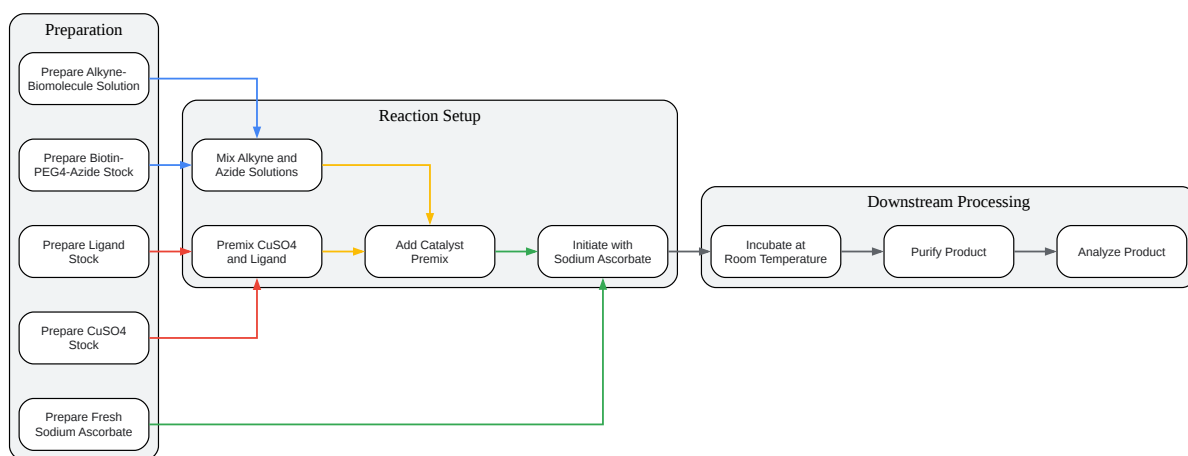 Preparation
Prepare Alkyne-
Biomolecule Solution
Prepare Biotin-
PEG4-Azide Stock
Prepare Ligand
Stock
Prepare CuSO4
Stock
Prepare Fresh
Sodium Ascorbate
Reaction Setup
Mix Alkyne and
Azide Solutions
Premix CuSO4
and Ligand
Add Catalyst
Premix
Initiate with
Sodium Ascorbate
Downstream Processing
Incubate at
Room Temperature
Purify Product
Analyze Product